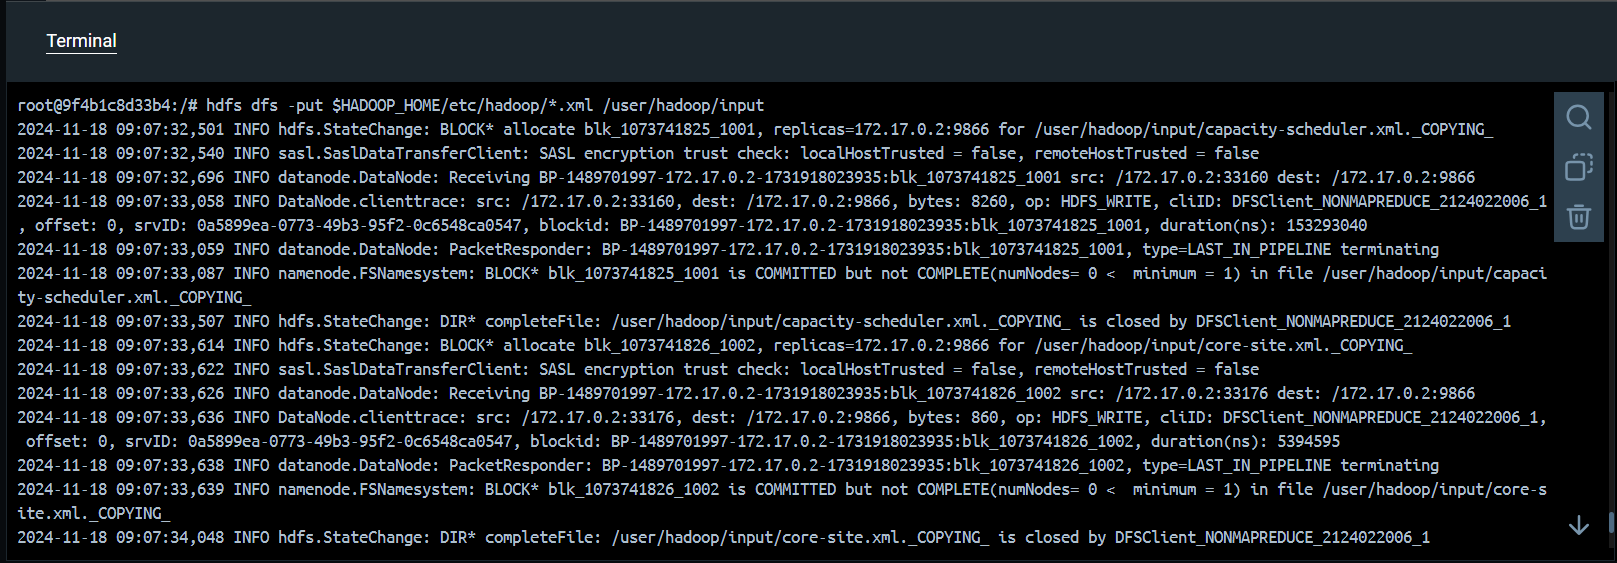 Terminal
root@9f4b1c8d33b4:/# hdfs dfs -put $HADOOP_HOME/etc/hadoop/*.xml /user/hadoop/input
2024-11-18 09:07:32,501 INFO hdfs.StateChange: BLOCK* allocate blk_1073741825_1001, replicas=172.17.0.2:9866 for /user/hadoop/input/capacity-scheduler.xml._COPYING_
2024-11-18 09:07:32,540 INFO sasl.SaslDataTransferClient: SASL encryption trust check: localHostTrusted = false, remoteHostTrusted = false
2024-11-18 09:07:32,696 INFO datanode.DataNode: Receiving BP-1489701997-172.17.0.2-1731918023935:blk_1073741825_1001 src: /172.17.0.2:33160 dest: /172.17.0.2:9866
2024-11-18 09:07:33,058 INFO DataNode.clienttrace: src: /172.17.0.2:33160, dest: /172.17.0.2:9866, bytes: 8260, op: HDFS_WRITE, cliID: DFSClient_NONMAPREDUCE_2124022006_1
, offset: 0, srvID: 0a5899ea-0773-49b3-95f2-0c6548ca0547, blockid: BP-1489701997-172.17.0.2-1731918023935:blk_1073741825_1001, duration(ns): 153293040
2024-11-18 09:07:33,059 INFO datanode.DataNode: PacketResponder: BP-1489701997-172.17.0.2-1731918023935:blk_1073741825_1001, type=LAST_IN_PIPELINE terminating
2024-11-18 09:07:33,087 INFO namenode.FSNamesystem: BLOCK* blk_1073741825_1001 is COMMITTED but not COMPLETE(numNodes= 0 <  minimum = 1) in file /user/hadoop/input/capaci
ty-scheduler.xml._COPYING_
2024-11-18 09:07:33,507 INFO hdfs.StateChange: DIR* completeFile: /user/hadoop/input/capacity-scheduler.xml._COPYING_ is closed by DFSClient_NONMAPREDUCE_2124022006_1
2024-11-18 09:07:33,614 INFO hdfs.StateChange: BLOCK* allocate blk_1073741826_1002, replicas=172.17.0.2:9866 for /user/hadoop/input/core-site.xml._COPYING_
2024-11-18 09:07:33,622 INFO sasl.SaslDataTransferClient: SASL encryption trust check: localHostTrusted = false, remoteHostTrusted = false
2024-11-18 09:07:33,626 INFO datanode.DataNode: Receiving BP-1489701997-172.17.0.2-1731918023935:blk_1073741826_1002 src: /172.17.0.2:33176 dest: /172.17.0.2:9866
2024-11-18 09:07:33,636 INFO DataNode.clienttrace: src: /172.17.0.2:33176, dest: /172.17.0.2:9866, bytes: 860, op: HDFS_WRITE, cliID: DFSClient_NONMAPREDUCE_2124022006_1,
 offset: 0, srvID: 0a5899ea-0773-49b3-95f2-0c6548ca0547, blockid: BP-1489701997-172.17.0.2-1731918023935:blk_1073741826_1002, duration(ns): 5394595
2024-11-18 09:07:33,638 INFO datanode.DataNode: PacketResponder: BP-1489701997-172.17.0.2-1731918023935:blk_1073741826_1002, type=LAST_IN_PIPELINE terminating
2024-11-18 09:07:33,639 INFO namenode.FSNamesystem: BLOCK* blk_1073741826_1002 is COMMITTED but not COMPLETE(numNodes= 0 <  minimum = 1) in file /user/hadoop/input/core-s
ite.xml._COPYING_
2024-11-18 09:07:34,048 INFO hdfs.StateChange: DIR* completeFile: /user/hadoop/input/core-site.xml._COPYING_ is closed by DFSClient_NONMAPREDUCE_2124022006_1